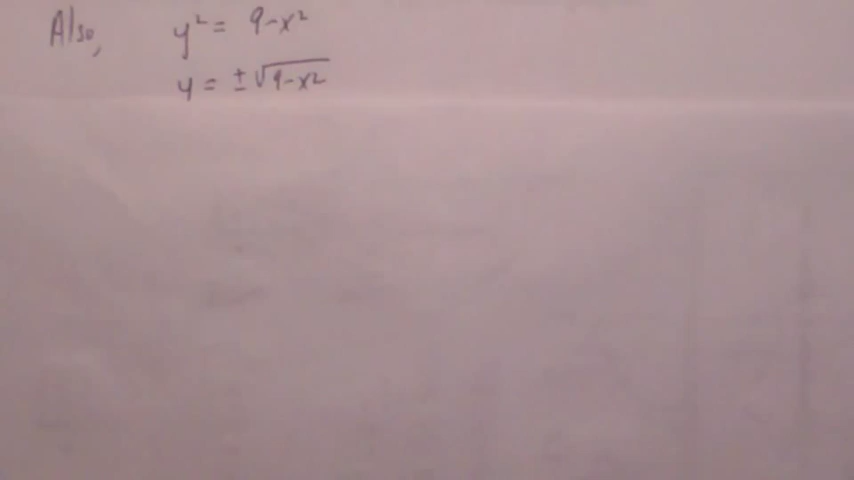 Also, y² = 9-x²
y = ±√9-x²